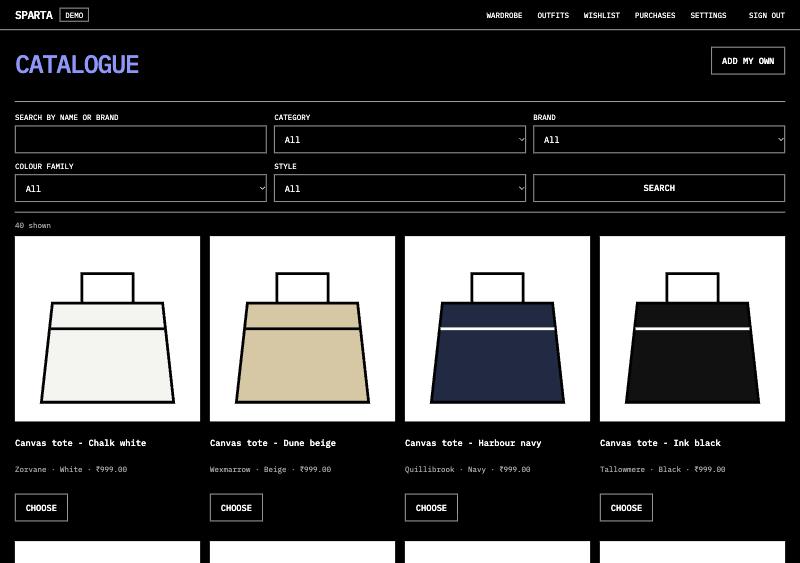 SPARTA DEMO WARDROBE OUTFITS WISHLIST PURCHASES SETTINGS SIGN OUT
CATALOGUE
ADD MY OWN
SEARCH BY NAME OR BRAND CATEGORY BRAND
All All
COLOUR FAMILY STYLE
All All SEARCH
40 shown
Canvas tote - Chalk white Canvas tote - Dune beige Canvas tote - Harbour navy Canvas tote - Ink black
Zorvane · White · ₹999.00 Wexmarrow · Beige · ₹999.00 Quillibrook · Navy · ₹999.00 Tallowmere · Black · ₹999.00
CHOOSE CHOOSE CHOOSE CHOOSE